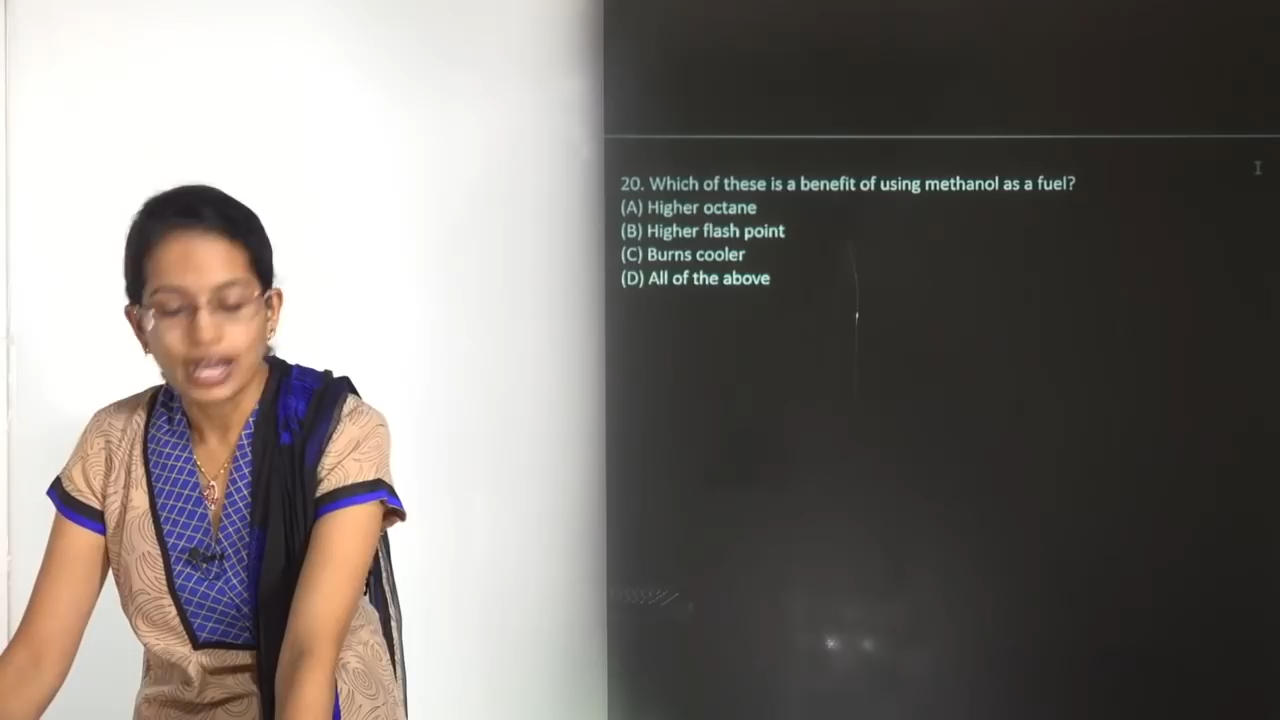 20. Which of these is a benefit of using methanol as a fuel?
(A) Higher octane
(B) Higher flash point
(C) Burns cooler
(D) All of the above